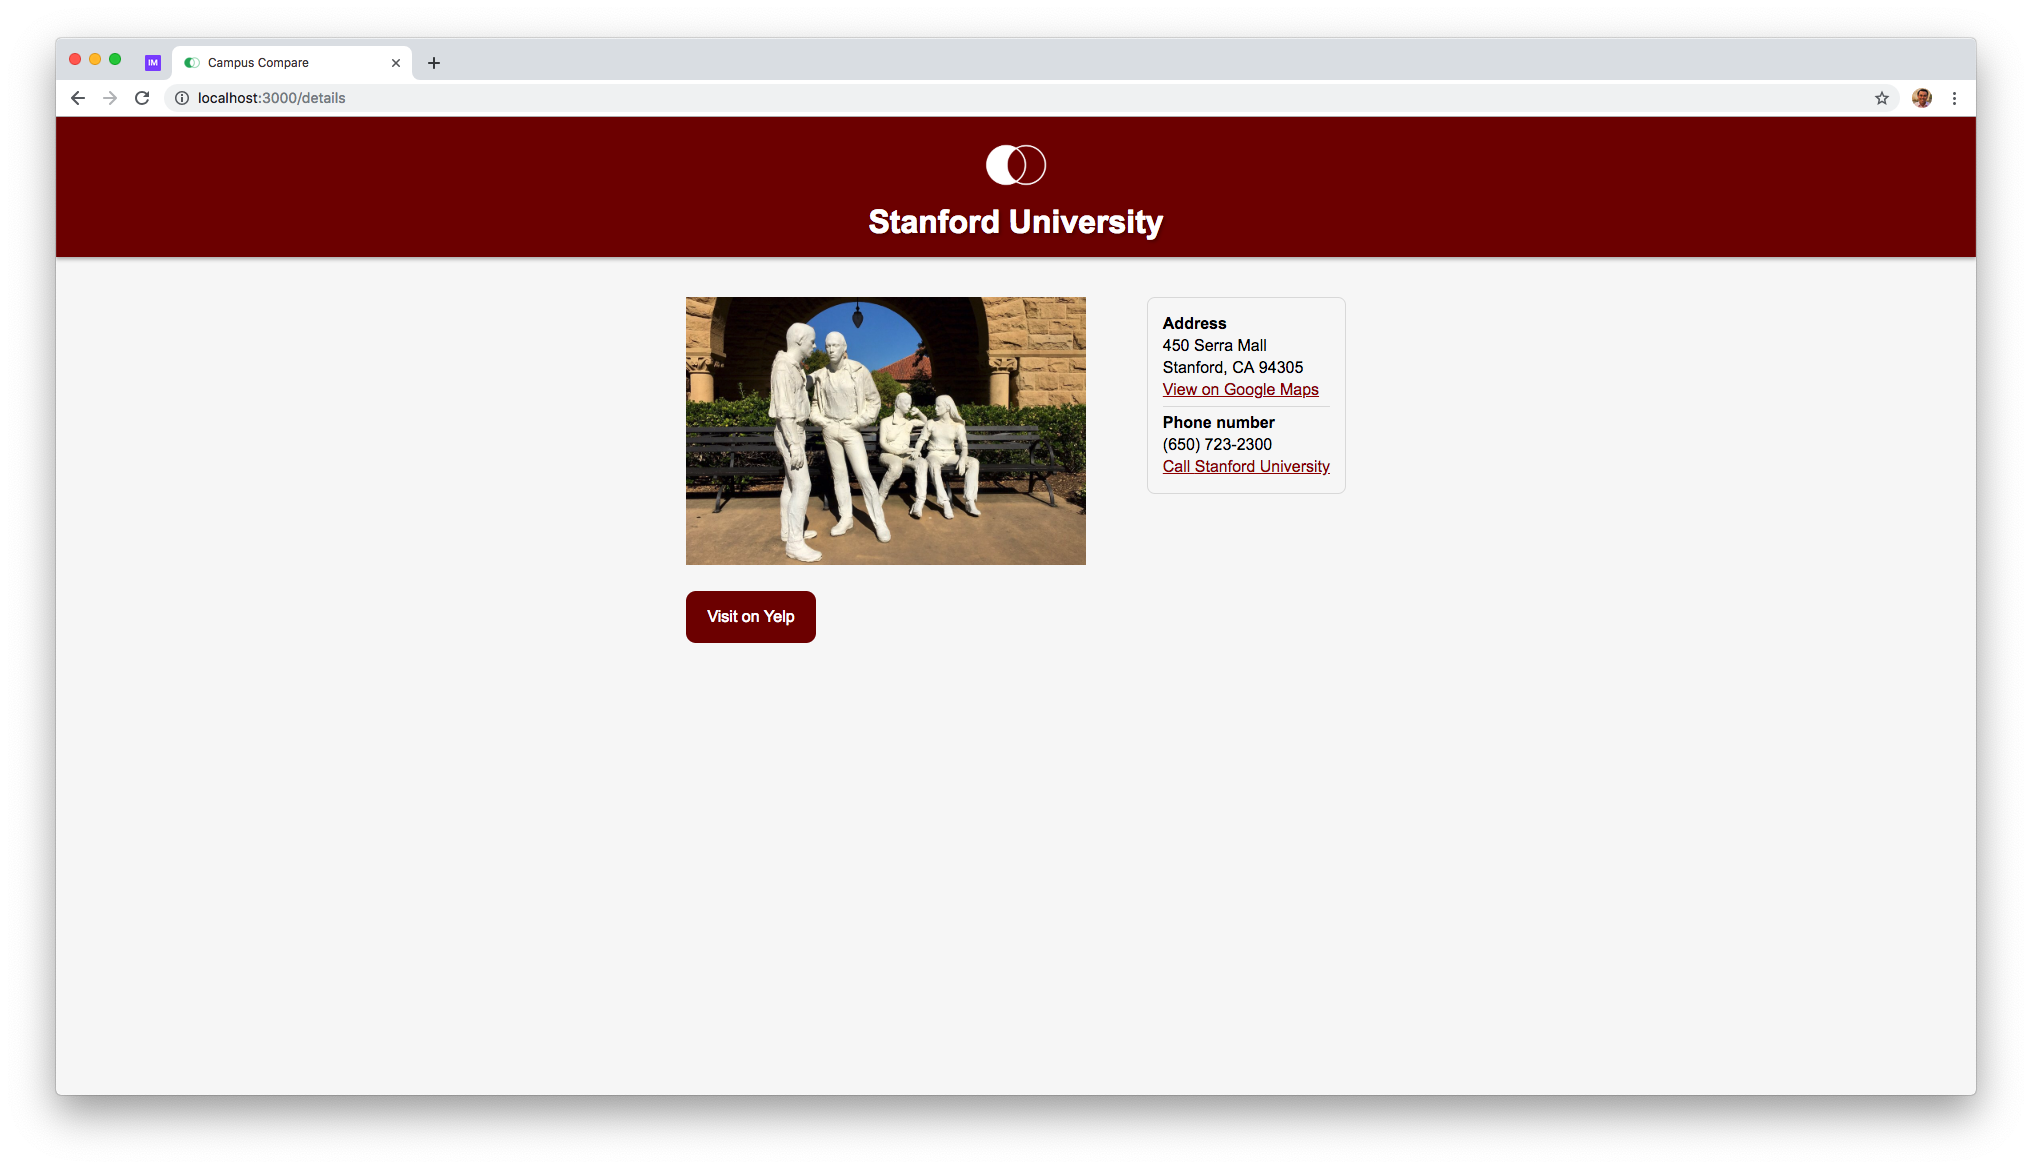 IM
Campus Compare
localhost:3000/details
Stanford University
Address
450 Serra Mall
Stanford, CA 94305
View on Google Maps
Phone number
(650) 723-2300
Call Stanford University
Visit on Yelp